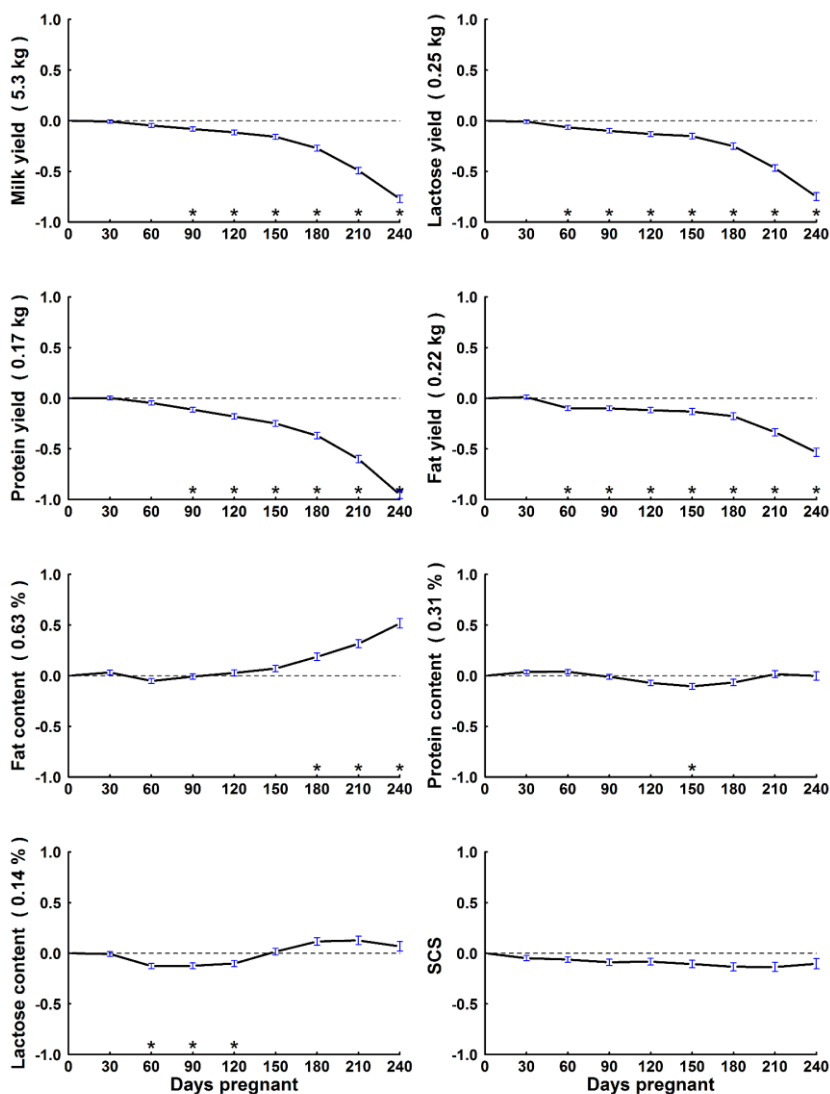 Milk yield ( 5.3 kg )
1.0
0.5
0.0
-0.5
-1.0
* * * * * *
0 30 60 90 120 150 180 210 240
Lactose yield ( 0.25 kg )
1.0
0.5
0.0
-0.5
-1.0
* * * * * * *
0 30 60 90 120 150 180 210 240
Protein yield ( 0.17 kg )
1.0
0.5
0.0
-0.5
-1.0
* * * * * *
0 30 60 90 120 150 180 210 240
Fat yield ( 0.22 kg )
1.0
0.5
0.0
-0.5
-1.0
* * * * * * *
0 30 60 90 120 150 180 210 240
Fat content ( 0.63 % )
1.0
0.5
0.0
-0.5
-1.0
* * *
0 30 60 90 120 150 180 210 240
Protein content ( 0.31 % )
1.0
0.5
0.0
-0.5
-1.0
*
0 30 60 90 120 150 180 210 240
Lactose content ( 0.14 % )
1.0
0.5
0.0
-0.5
-1.0
* * *
0 30 60 90 120 150 180 210 240
Days pregnant
SCS
1.0
0.5
0.0
-0.5
-1.0
0 30 60 90 120 150 180 210 240
Days pregnant